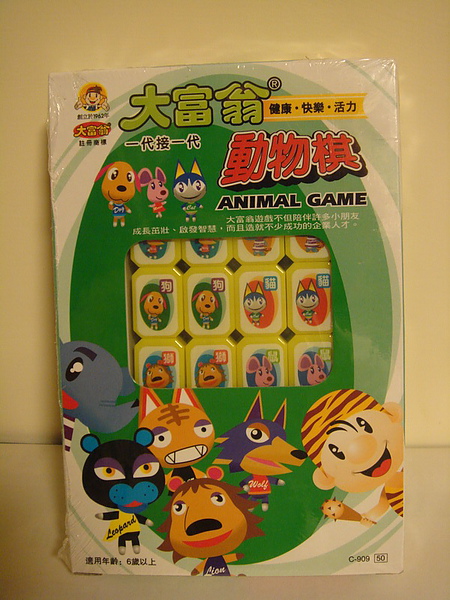 創立於1962年
大富翁
註冊商標
大富翁®
健康・快樂・活力
一代接一代
動物棋
ANIMAL GAME
大富翁遊戲不但陪伴許多小朋友
成長茁壯、啟發智慧，而且造就不少成功的企業人才。
Dog
狗 狗 貓 貓
獅 獅 鼠 鼠
Leopard
Wolf
Lion
適用年齡：6歲以上
C-909 50